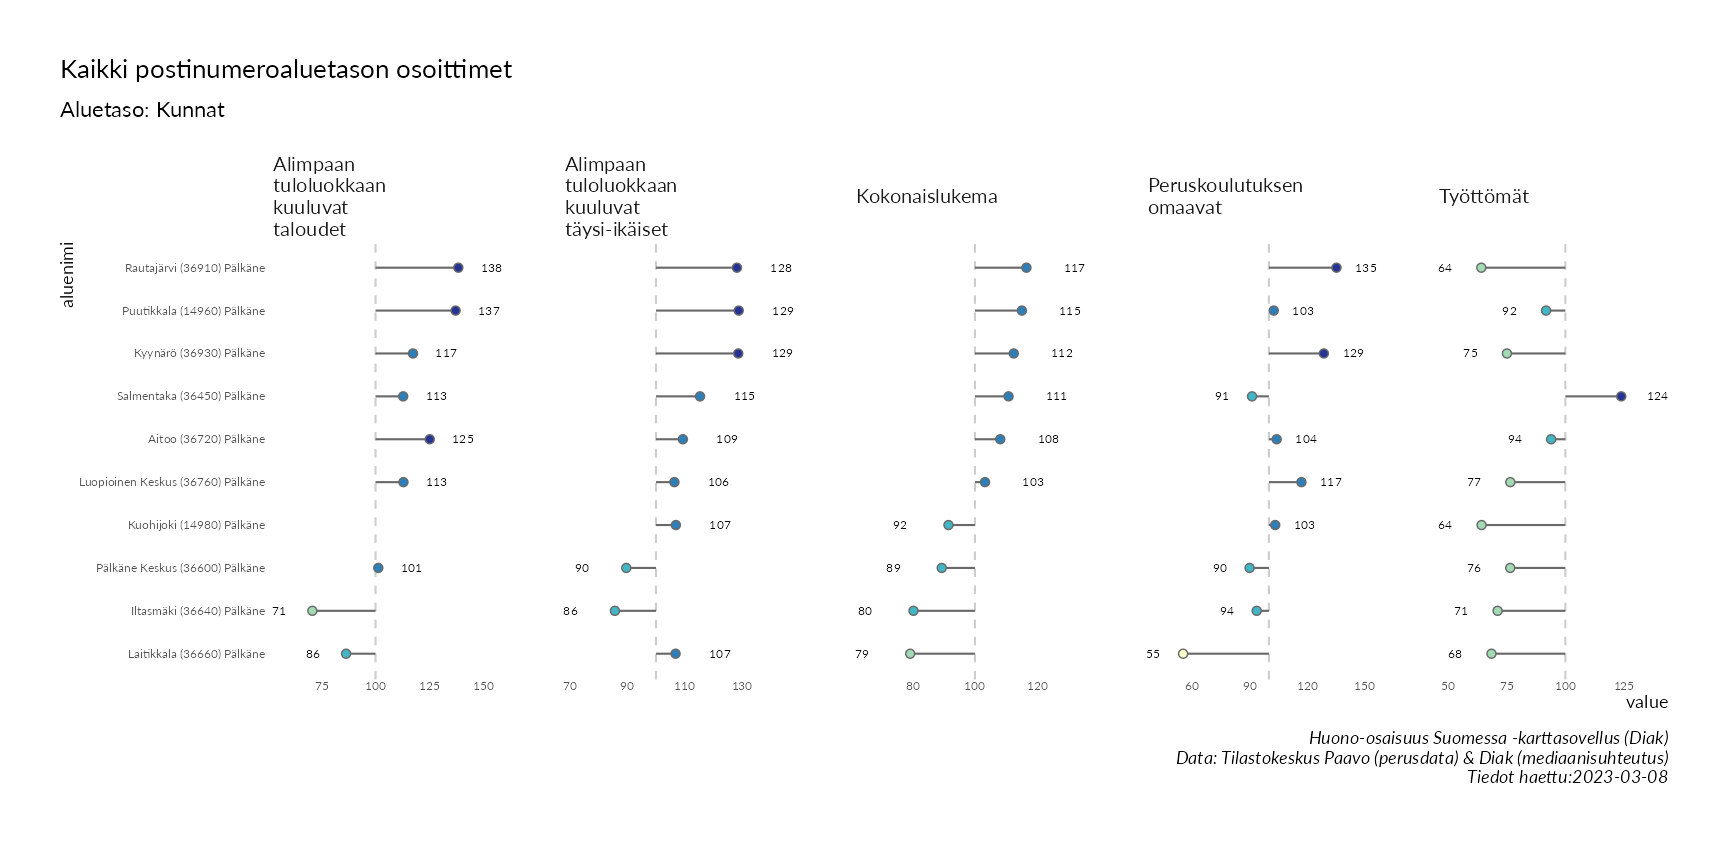 Kaikki postinumeroaluetason osoittimet
Aluetaso: Kunnat
Alimpaan
tuloluokkaan
kuuluvat
taloudet
Alimpaan
tuloluokkaan
kuuluvat
täysi-ikäiset
Kokonaislukema
Peruskoulutuksen
omaavat
Työttömät
aluenimi
Rautajärvi (36910) Pälkäne 138 128 117 135 64
Puutikkala (14960) Pälkäne 137 129 115 103 92
Kyynärö (36930) Pälkäne 117 129 112 129 75
Salmentaka (36450) Pälkäne 113 115 111 91 124
Aitoo (36720) Pälkäne 125 109 108 104 94
Luopioinen Keskus (36760) Pälkäne 113 106 103 117 77
Kuohijoki (14980) Pälkäne 107 92 103 64
Pälkäne Keskus (36600) Pälkäne 101 90 89 90 76
Iltasmäki (36640) Pälkäne 71 86 80 94 71
Laitikkala (36660) Pälkäne 86 107 79 55 68
75 100 125 150 70 90 110 130 80 100 120 60 90 120 150 50 75 100 125
value
Huono-osaisuus Suomessa -karttasovellus (Diak)
Data: Tilastokeskus Paavo (perusdata) & Diak (mediaanisuhteutus)
Tiedot haettu:2023-03-08